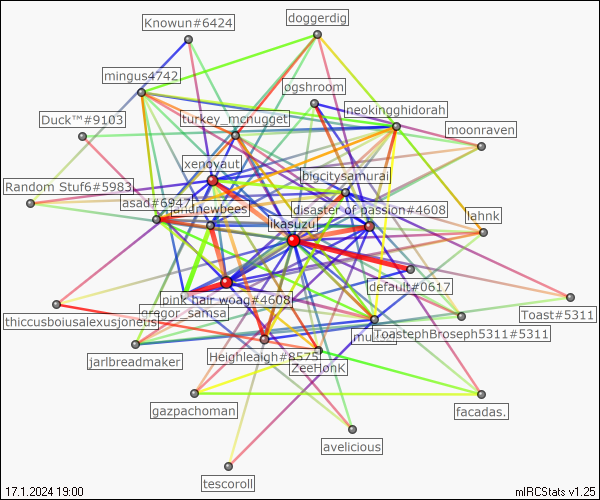 doggerdig
Knowun#6424
mingus4742
ogshroom
neokingghidorah
Duck™#9103
turkey_mcnugget
moonraven
xenoyaut
bigcitysamurai
Random Stuf6#5983
asad#6947
andnewbees
disaster of passion#4608
lahnk
ikasuzu
default#0617
pink hair woag#4608
gregor_samsa
Toast#5311
thiccusboiusalexusjoneus
ToastephBroseph5311#5311
Heighleaigh#8575
jarlbreadmaker
ZeeHonK
gazpachoman
facadas.
avelicious
tescoroll
17.1.2024 19:00
mIRCStats v1.25